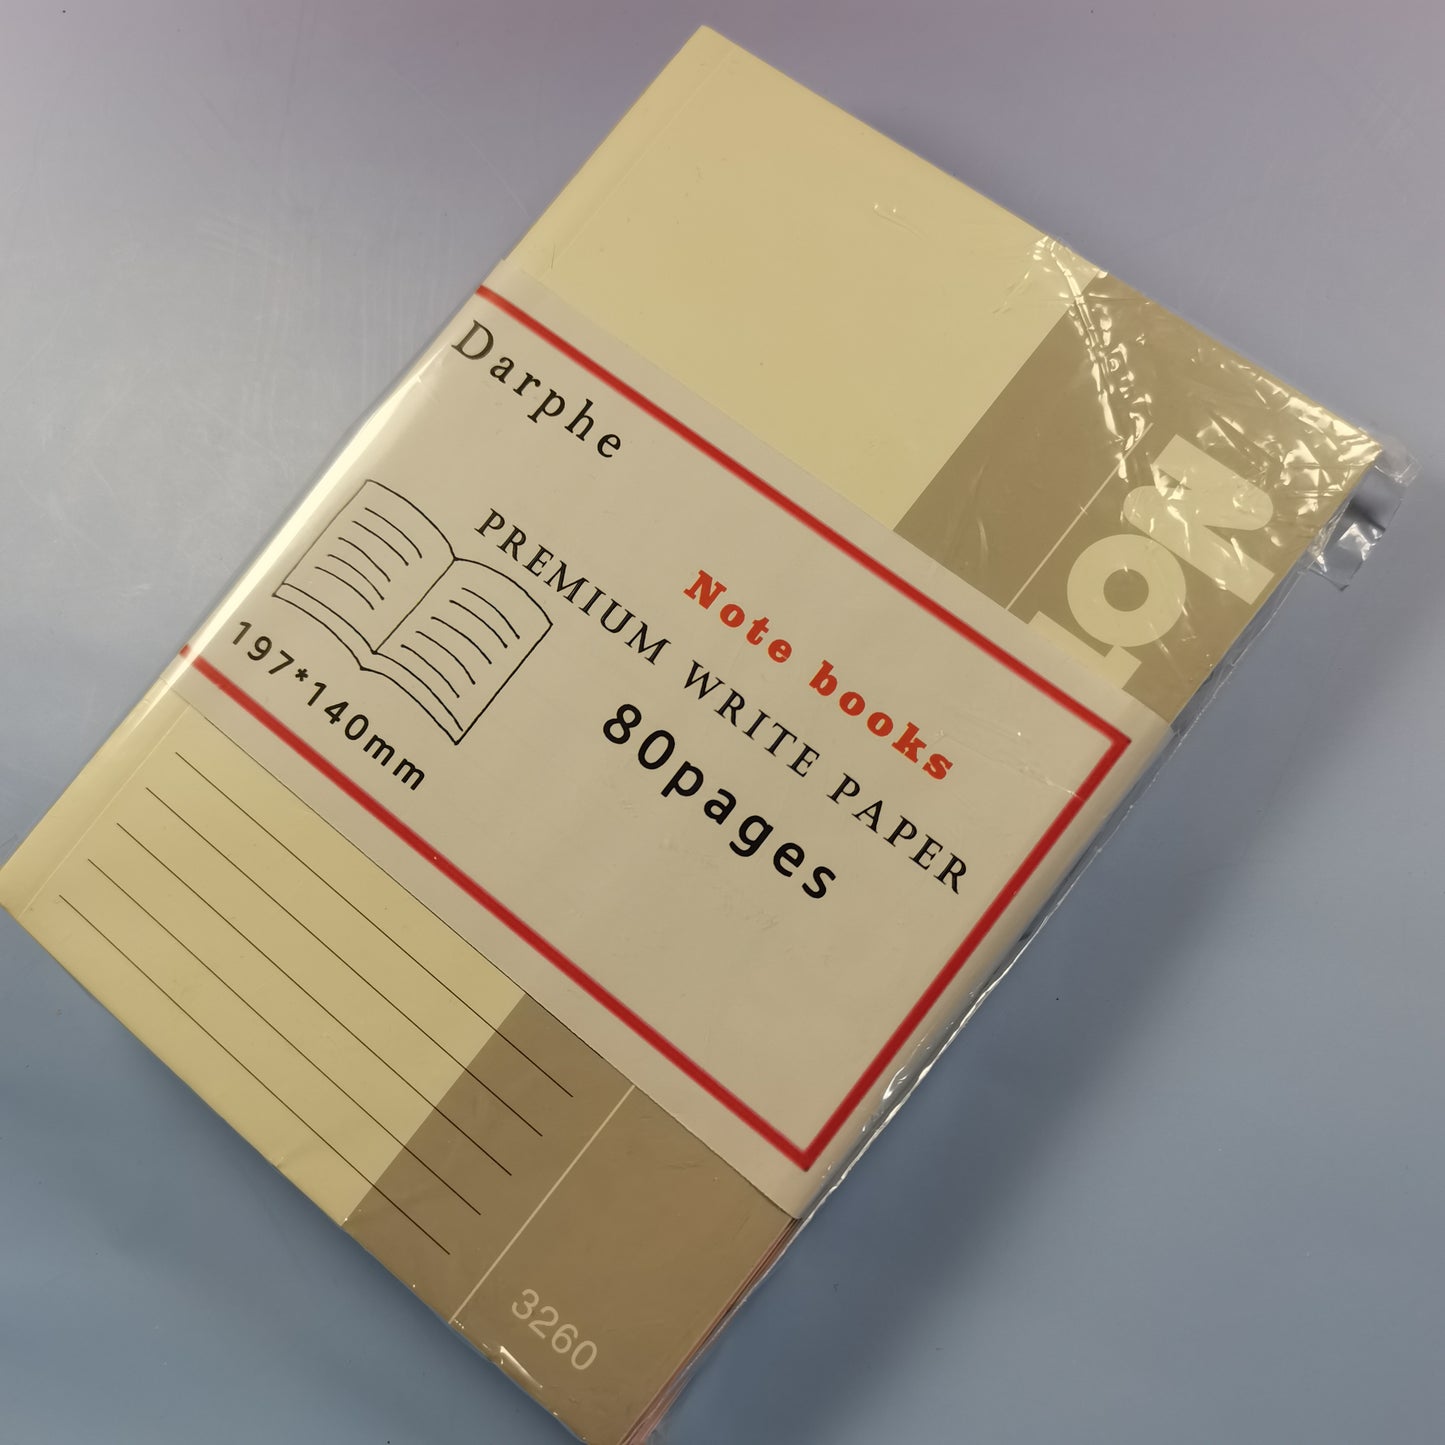 Darphe
Note books
PREMIUM WRITE PAPER
80pages
197*140mm
3260